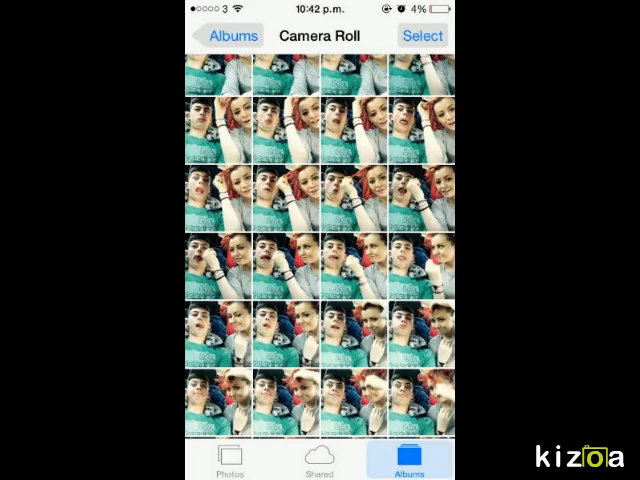 3 10:42 p.m. 4%
Albums Camera Roll Select
Photos Shared Albums
kizoa